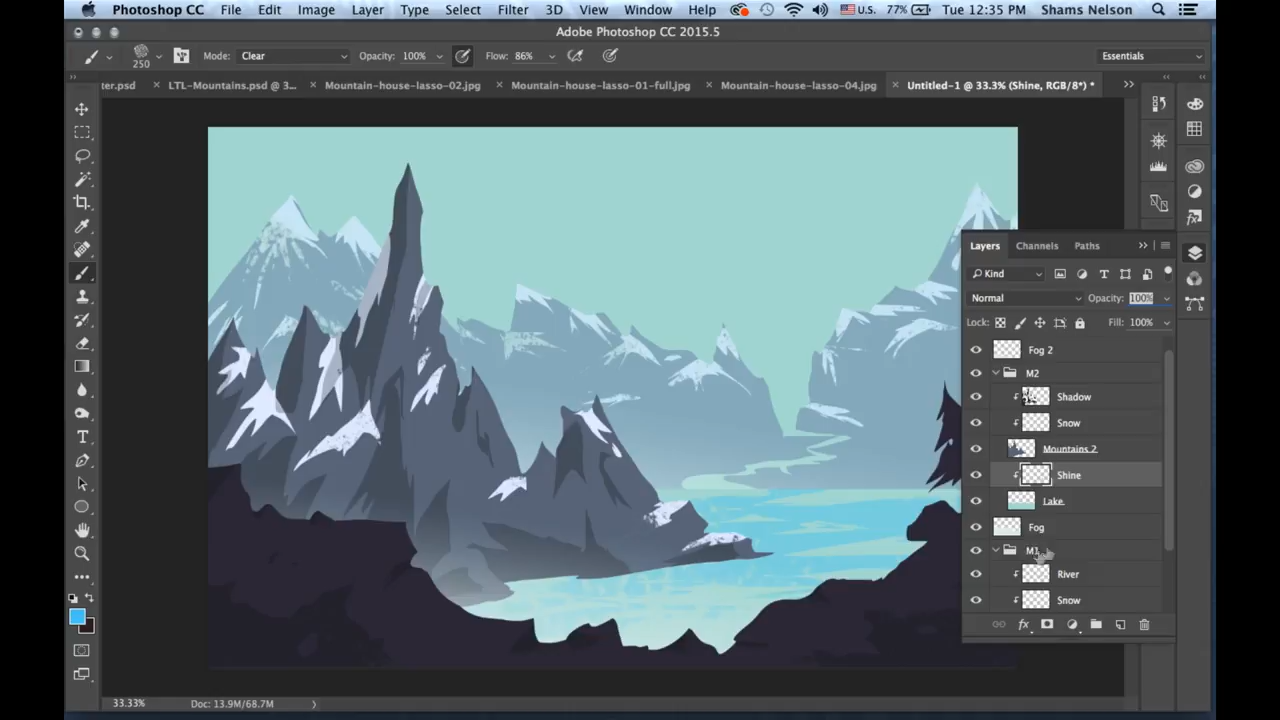 Photoshop CC File Edit Image Layer Type Select Filter 3D View Window Help U.S. 77% Tue 12:35 PM Shams Nelson
Adobe Photoshop CC 2015.5
250 Mode: Clear Opacity: 100% Flow: 86% Essentials
ter.psd × LTL-Mountains.psd @ 3... × Mountain-house-lasso-02.jpg × Mountain-house-lasso-01-full.jpg × Mountain-house-lasso-04.jpg × Untitled-1 @ 33.3% (Shine, RGB/8*) *
Layers Channels Paths
Kind
Normal Opacity: 100%
Lock: Fill: 100%
Fog 2
M2
Shadow
Snow
Mountains 2
Shine
Lake
Fog
M1
River
Snow
fx
33.33% Doc: 13.9M/68.7M